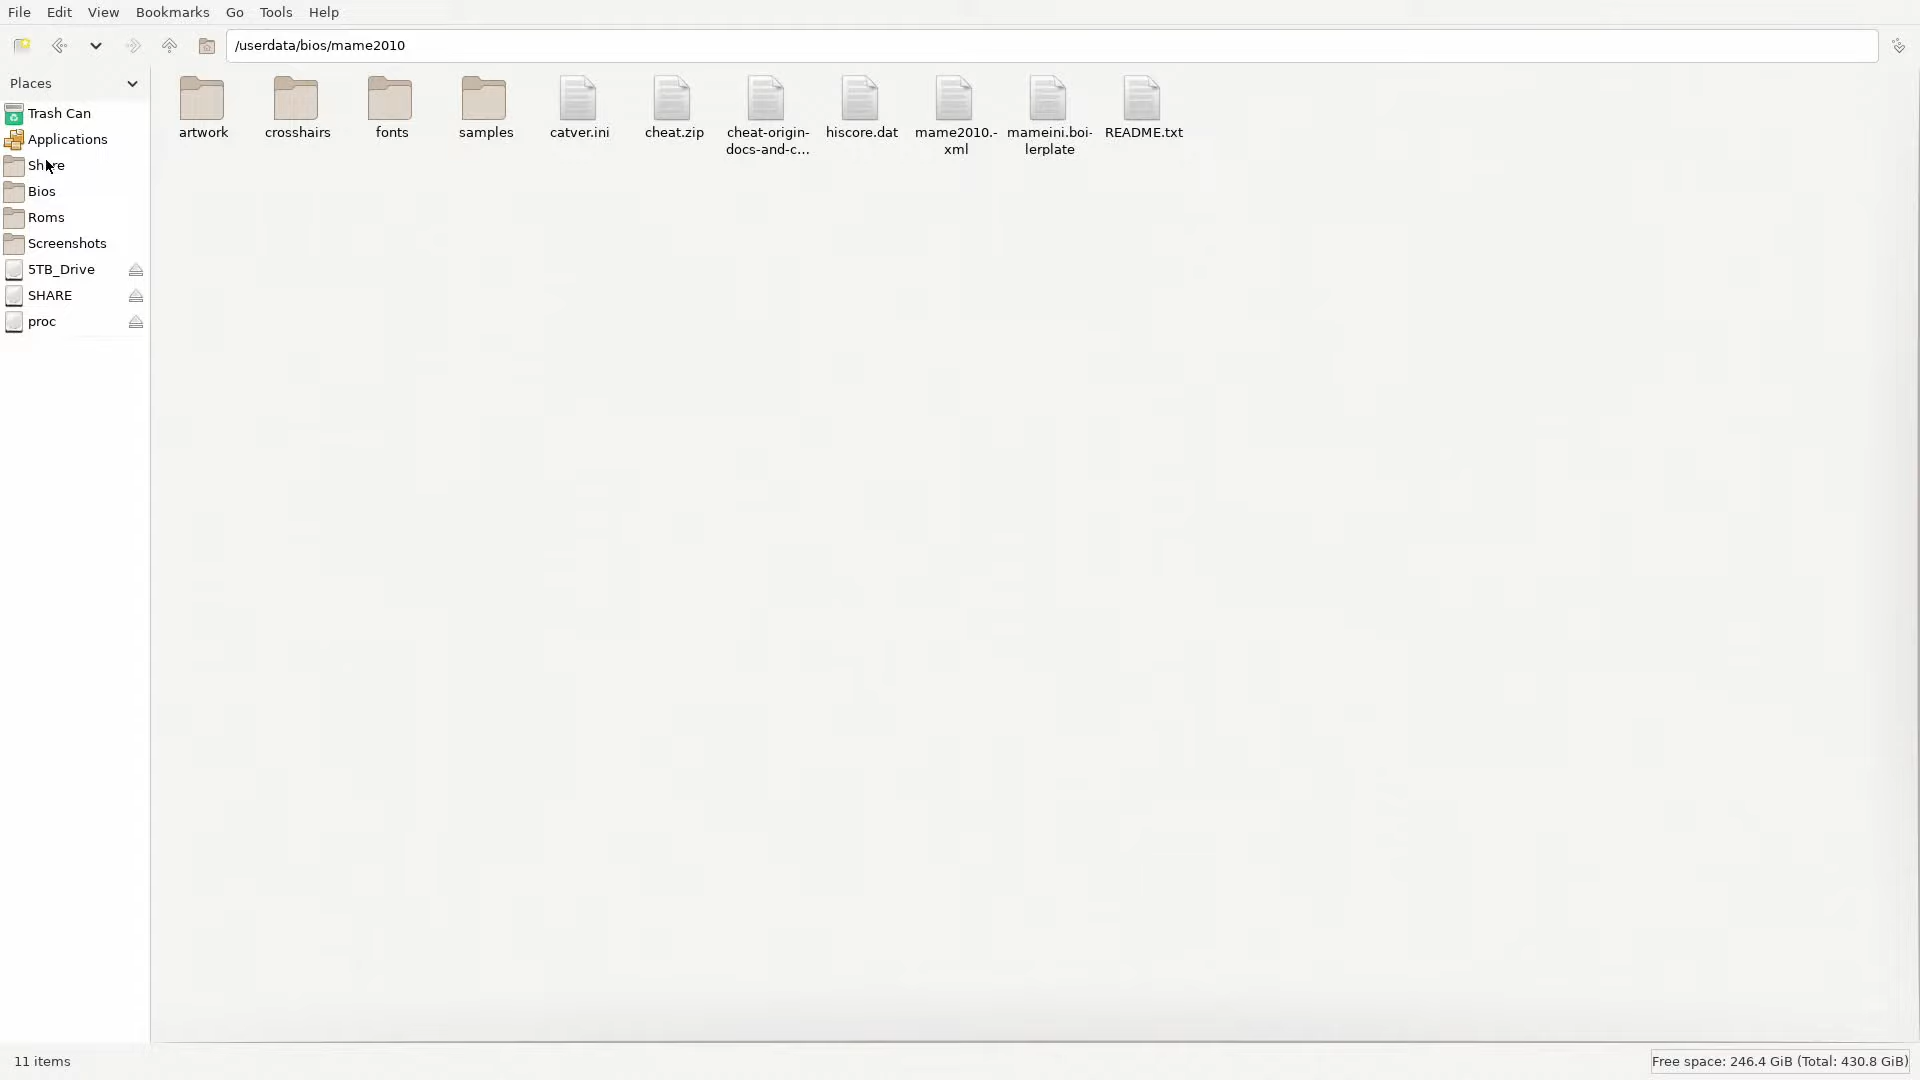 File Edit View Bookmarks Go Tools Help
/userdata/bios/mame2010
Places
Trash Can
Applications
Share
Bios
Roms
Screenshots
5TB_Drive
SHARE
proc
artwork
crosshairs
fonts
samples
catver.ini
cheat.zip
cheat-origin-
docs-and-c...
hiscore.dat
mame2010.-
xml
mameini.boi-
lerplate
README.txt
11 items
Free space: 246.4 GiB (Total: 430.8 GiB)